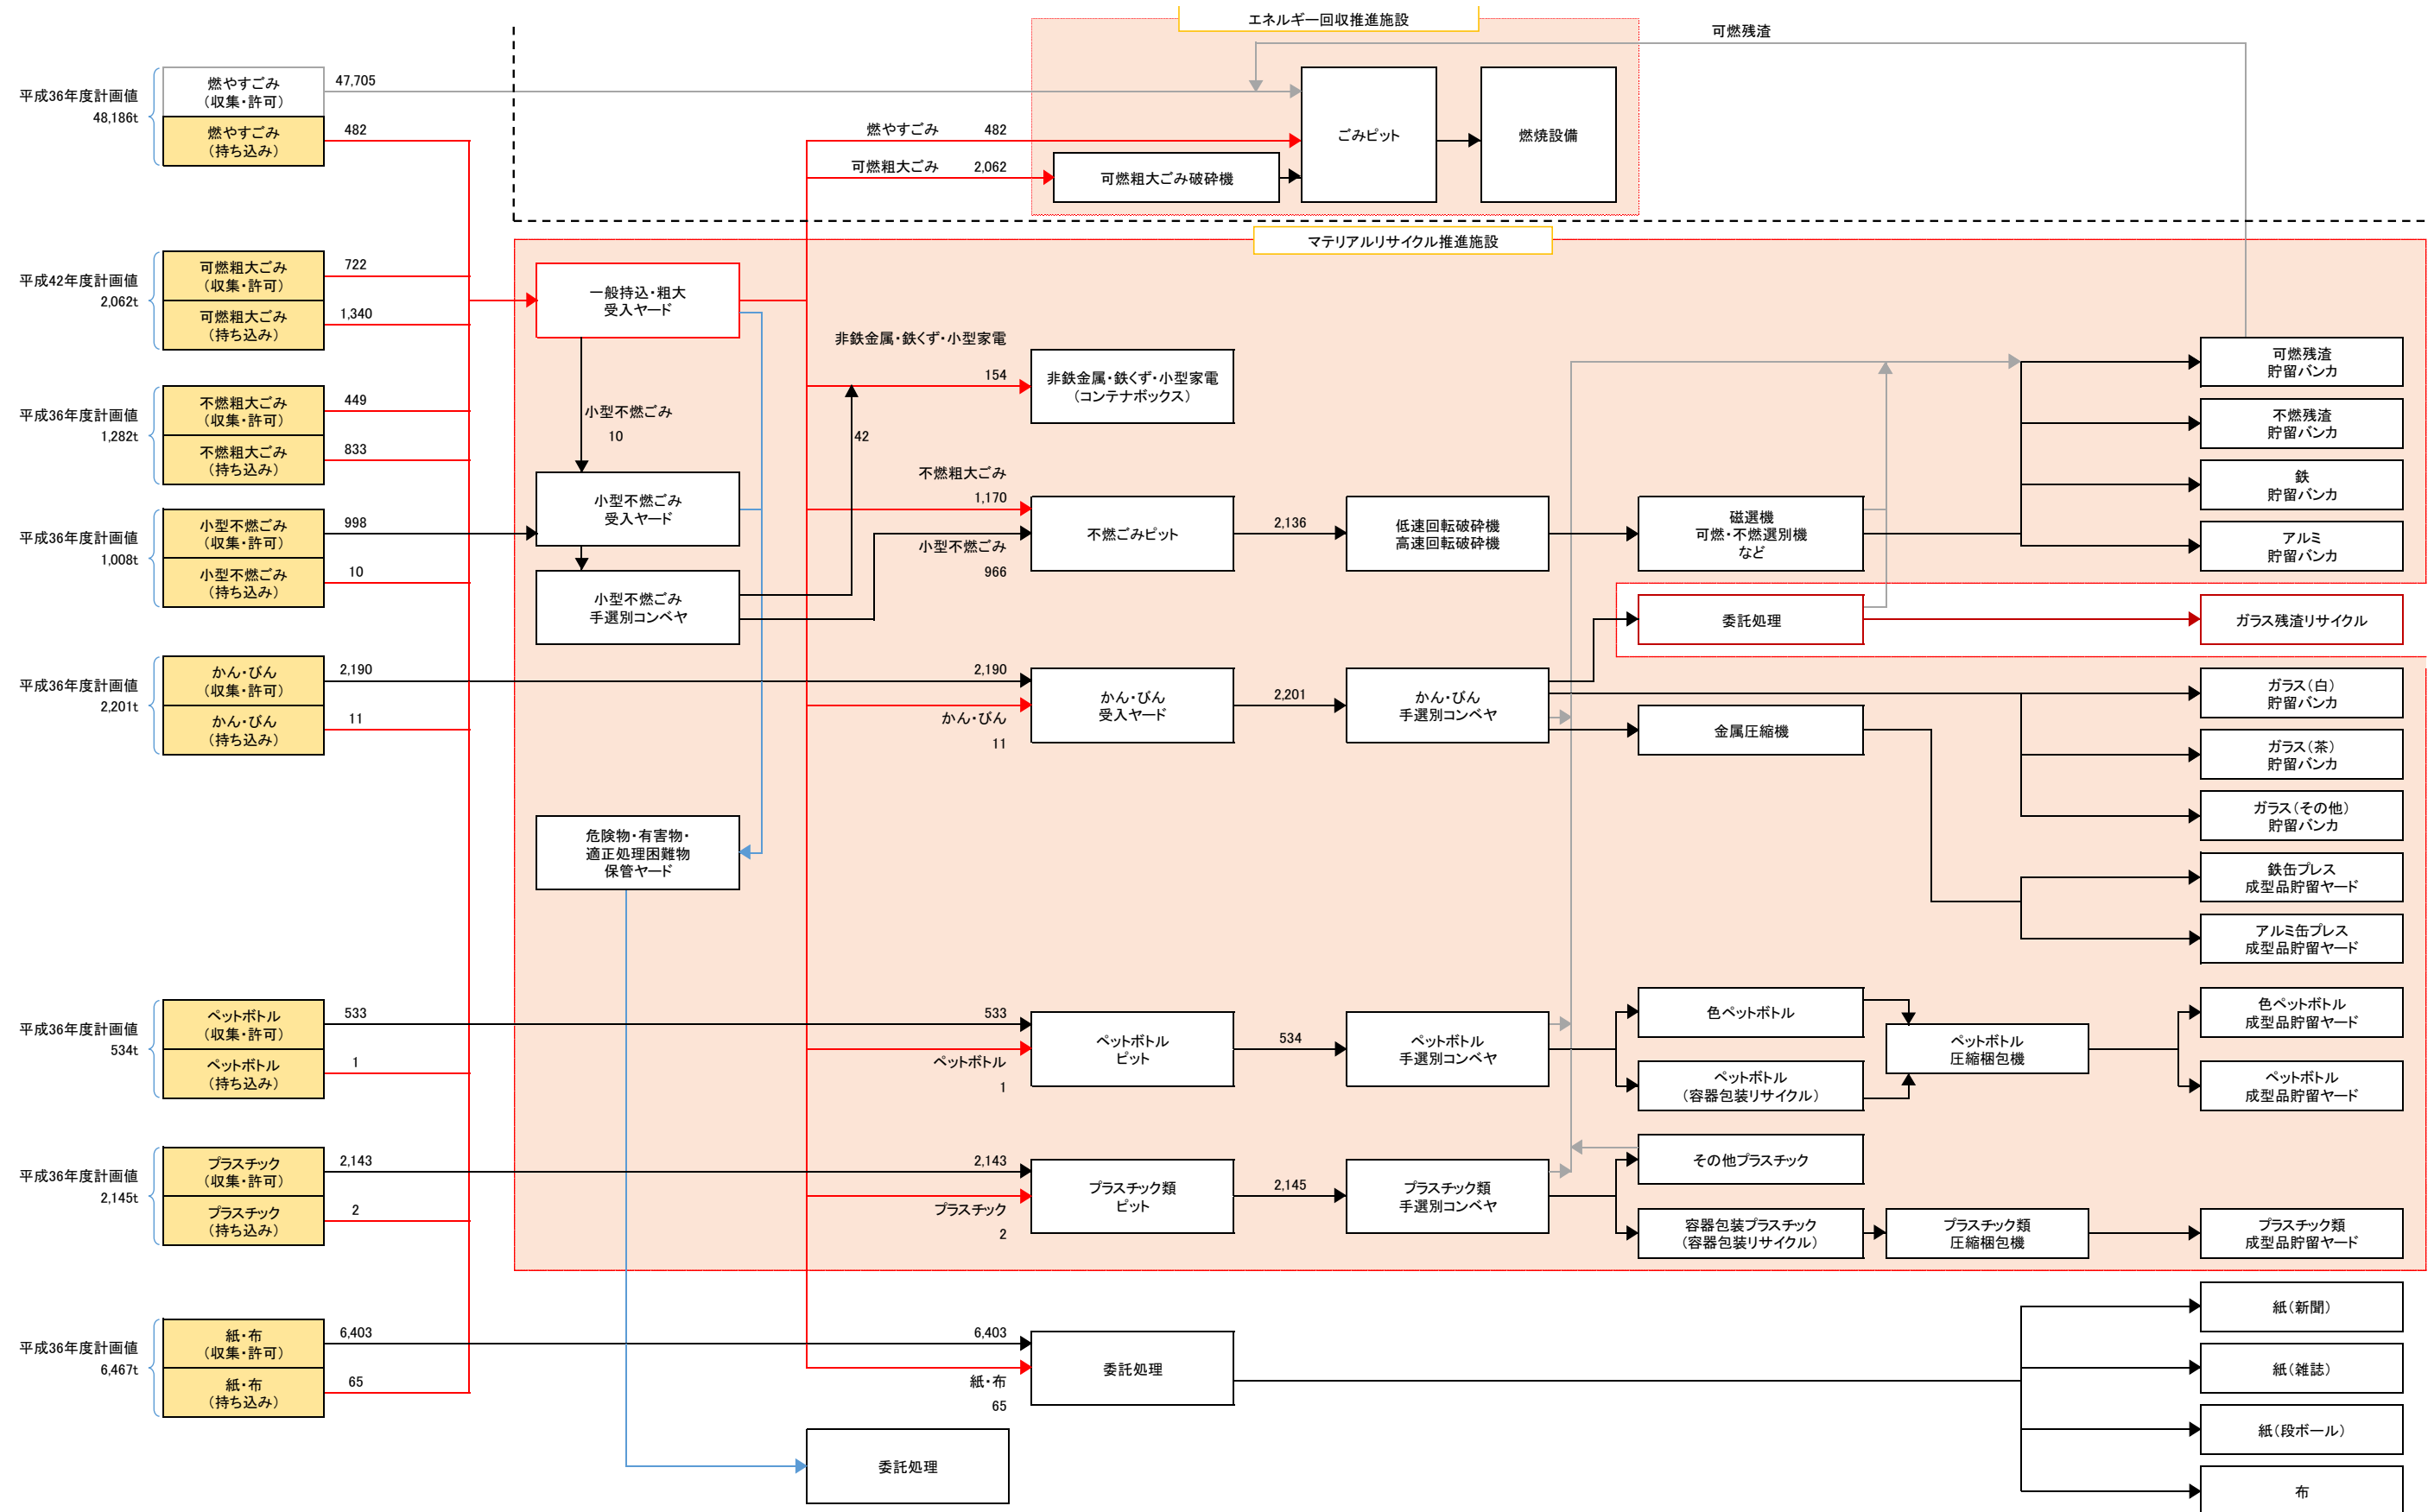 エネルギー回収推進施設
可燃残渣
平成36年度計画値
48,186t
燃やすごみ
（収集・許可）
47,705
燃やすごみ
（持ち込み）
482
燃やすごみ 482
可燃粗大ごみ 2,062
可燃粗大ごみ破砕機
ごみピット
燃焼設備
マテリアルリサイクル推進施設
平成42年度計画値
2,062t
可燃粗大ごみ
（収集・許可）
722
可燃粗大ごみ
（持ち込み）
1,340
一般持込・粗大
受入ヤード
非鉄金属・鉄くず・小型家電
154
非鉄金属・鉄くず・小型家電
（コンテナボックス）
可燃残渣
貯留バンカ
平成36年度計画値
1,282t
不燃粗大ごみ
（収集・許可）
449
不燃粗大ごみ
（持ち込み）
833
小型不燃ごみ
10
42
不燃残渣
貯留バンカ
鉄
貯留バンカ
アルミ
貯留バンカ
平成36年度計画値
1,008t
小型不燃ごみ
（収集・許可）
998
小型不燃ごみ
（持ち込み）
10
小型不燃ごみ
受入ヤード
小型不燃ごみ
手選別コンベヤ
不燃粗大ごみ
1,170
小型不燃ごみ
966
不燃ごみピット
2,136
低速回転破砕機
高速回転破砕機
磁選機
可燃・不燃選別機
など
委託処理
ガラス残渣リサイクル
平成36年度計画値
2,201t
かん・びん
（収集・許可）
2,190
かん・びん
（持ち込み）
11
2,190
かん・びん
11
かん・びん
受入ヤード
2,201
かん・びん
手選別コンベヤ
金属圧縮機
ガラス（白）
貯留バンカ
ガラス（茶）
貯留バンカ
ガラス（その他）
貯留バンカ
鉄缶プレス
成型品貯留ヤード
アルミ缶プレス
成型品貯留ヤード
危険物・有害物・
適正処理困難物
保管ヤード
平成36年度計画値
534t
ペットボトル
（収集・許可）
533
ペットボトル
（持ち込み）
1
533
ペットボトル
1
ペットボトル
ピット
534
ペットボトル
手選別コンベヤ
色ペットボトル
ペットボトル
（容器包装リサイクル）
ペットボトル
圧縮梱包機
色ペットボトル
成型品貯留ヤード
ペットボトル
成型品貯留ヤード
平成36年度計画値
2,145t
プラスチック
（収集・許可）
2,143
プラスチック
（持ち込み）
2
2,143
プラスチック
2
プラスチック類
ピット
2,145
プラスチック類
手選別コンベヤ
その他プラスチック
容器包装プラスチック
（容器包装リサイクル）
プラスチック類
圧縮梱包機
プラスチック類
成型品貯留ヤード
平成36年度計画値
6,467t
紙・布
（収集・許可）
6,403
紙・布
（持ち込み）
65
6,403
紙・布
65
委託処理
紙（新聞）
紙（雑誌）
紙（段ボール）
布
委託処理